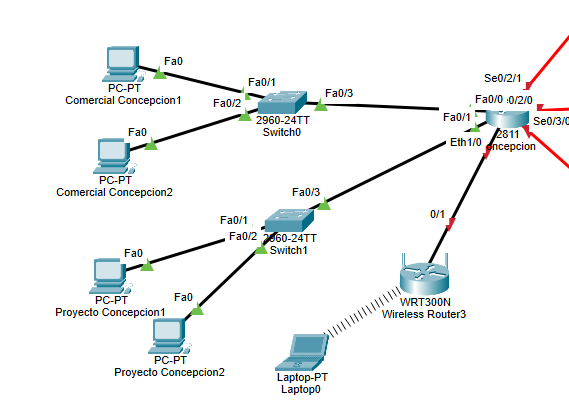 Fa0
PC-PT
Comercial Concepcion1
Fa0/1
Fa0/2
Fa0/3
2960-24TT
Switch0
Fa0
PC-PT
Comercial Concepcion2
Se0/2/1
Fa0/0
0/2/0
Fa0/1
Se0/3/0
Eth1/0
2811
oncepcion
Fa0/3
Fa0/1
Fa0/2
2960-24TT
Switch1
0/1
Fa0
PC-PT
Proyecto Concepcion1
Fa0
PC-PT
Proyecto Concepcion2
WRT300N
Wireless Router3
Laptop-PT
Laptop0